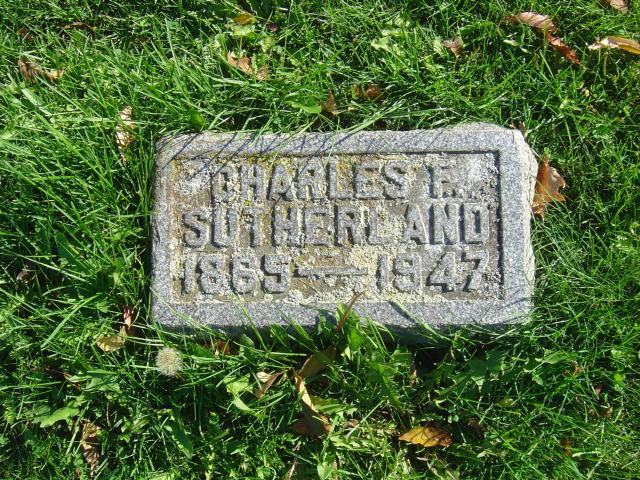 CHARLES F.
SUTHERLAND
1865–1947